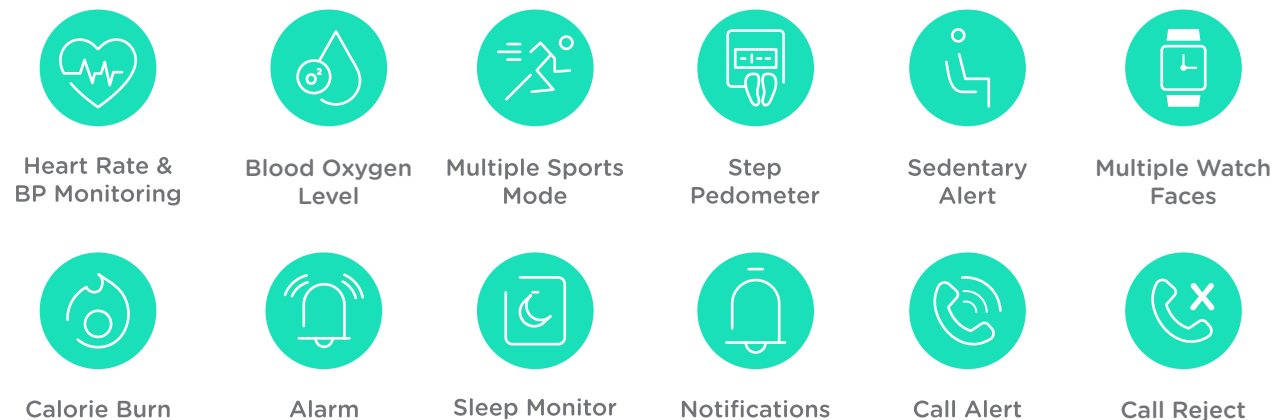 Heart Rate &
BP Monitoring
Blood Oxygen
Level
Multiple Sports
Mode
Step
Pedometer
Sedentary
Alert
Multiple Watch
Faces
O²
Calorie Burn
Alarm
Sleep Monitor
Notifications
Call Alert
Call Reject